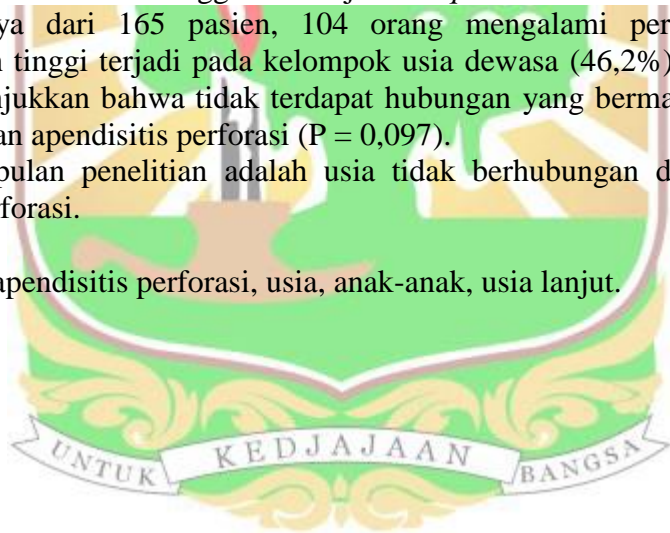 ya dari 165 pasien, 104 orang mengalami per
tinggi terjadi pada kelompok usia dewasa (46,2%)
njukkan bahwa tidak terdapat hubungan yang berma
an apendisitis perforasi (P = 0,097).
pulan penelitian adalah usia tidak berhubungan d
rforasi.
apendisitis perforasi, usia, anak-anak, usia lanjut.
UNTUK KEDJAJAAN BANGSA